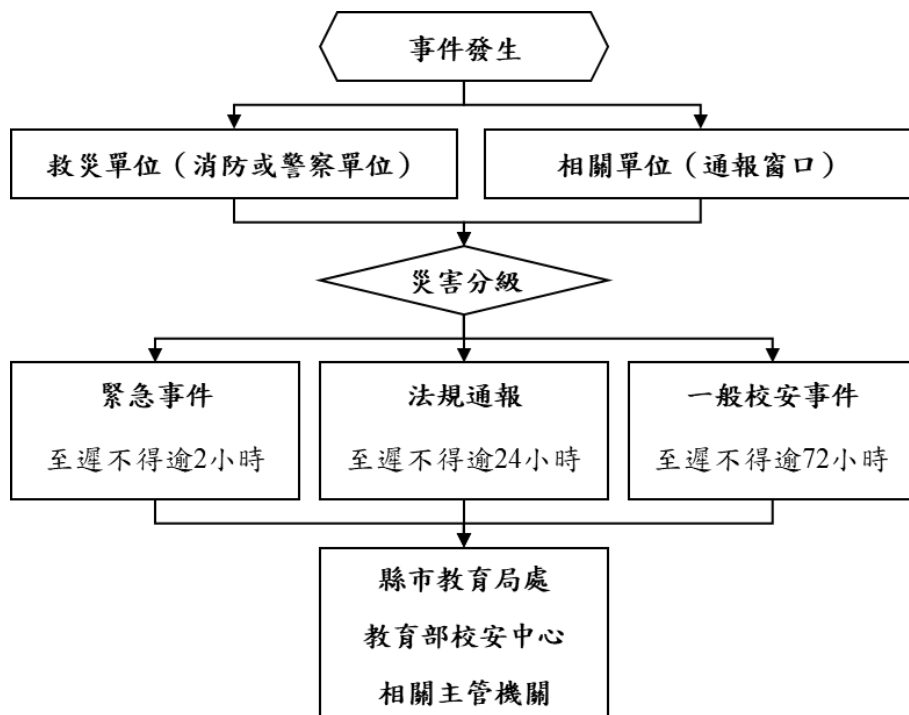 事件發生
救災單位（消防或警察單位）
相關單位（通報窗口）
災害分級
緊急事件
至遲不得逾2小時
法規通報
至遲不得逾24小時
一般校安事件
至遲不得逾72小時
縣市教育局處
教育部校安中心
相關主管機關